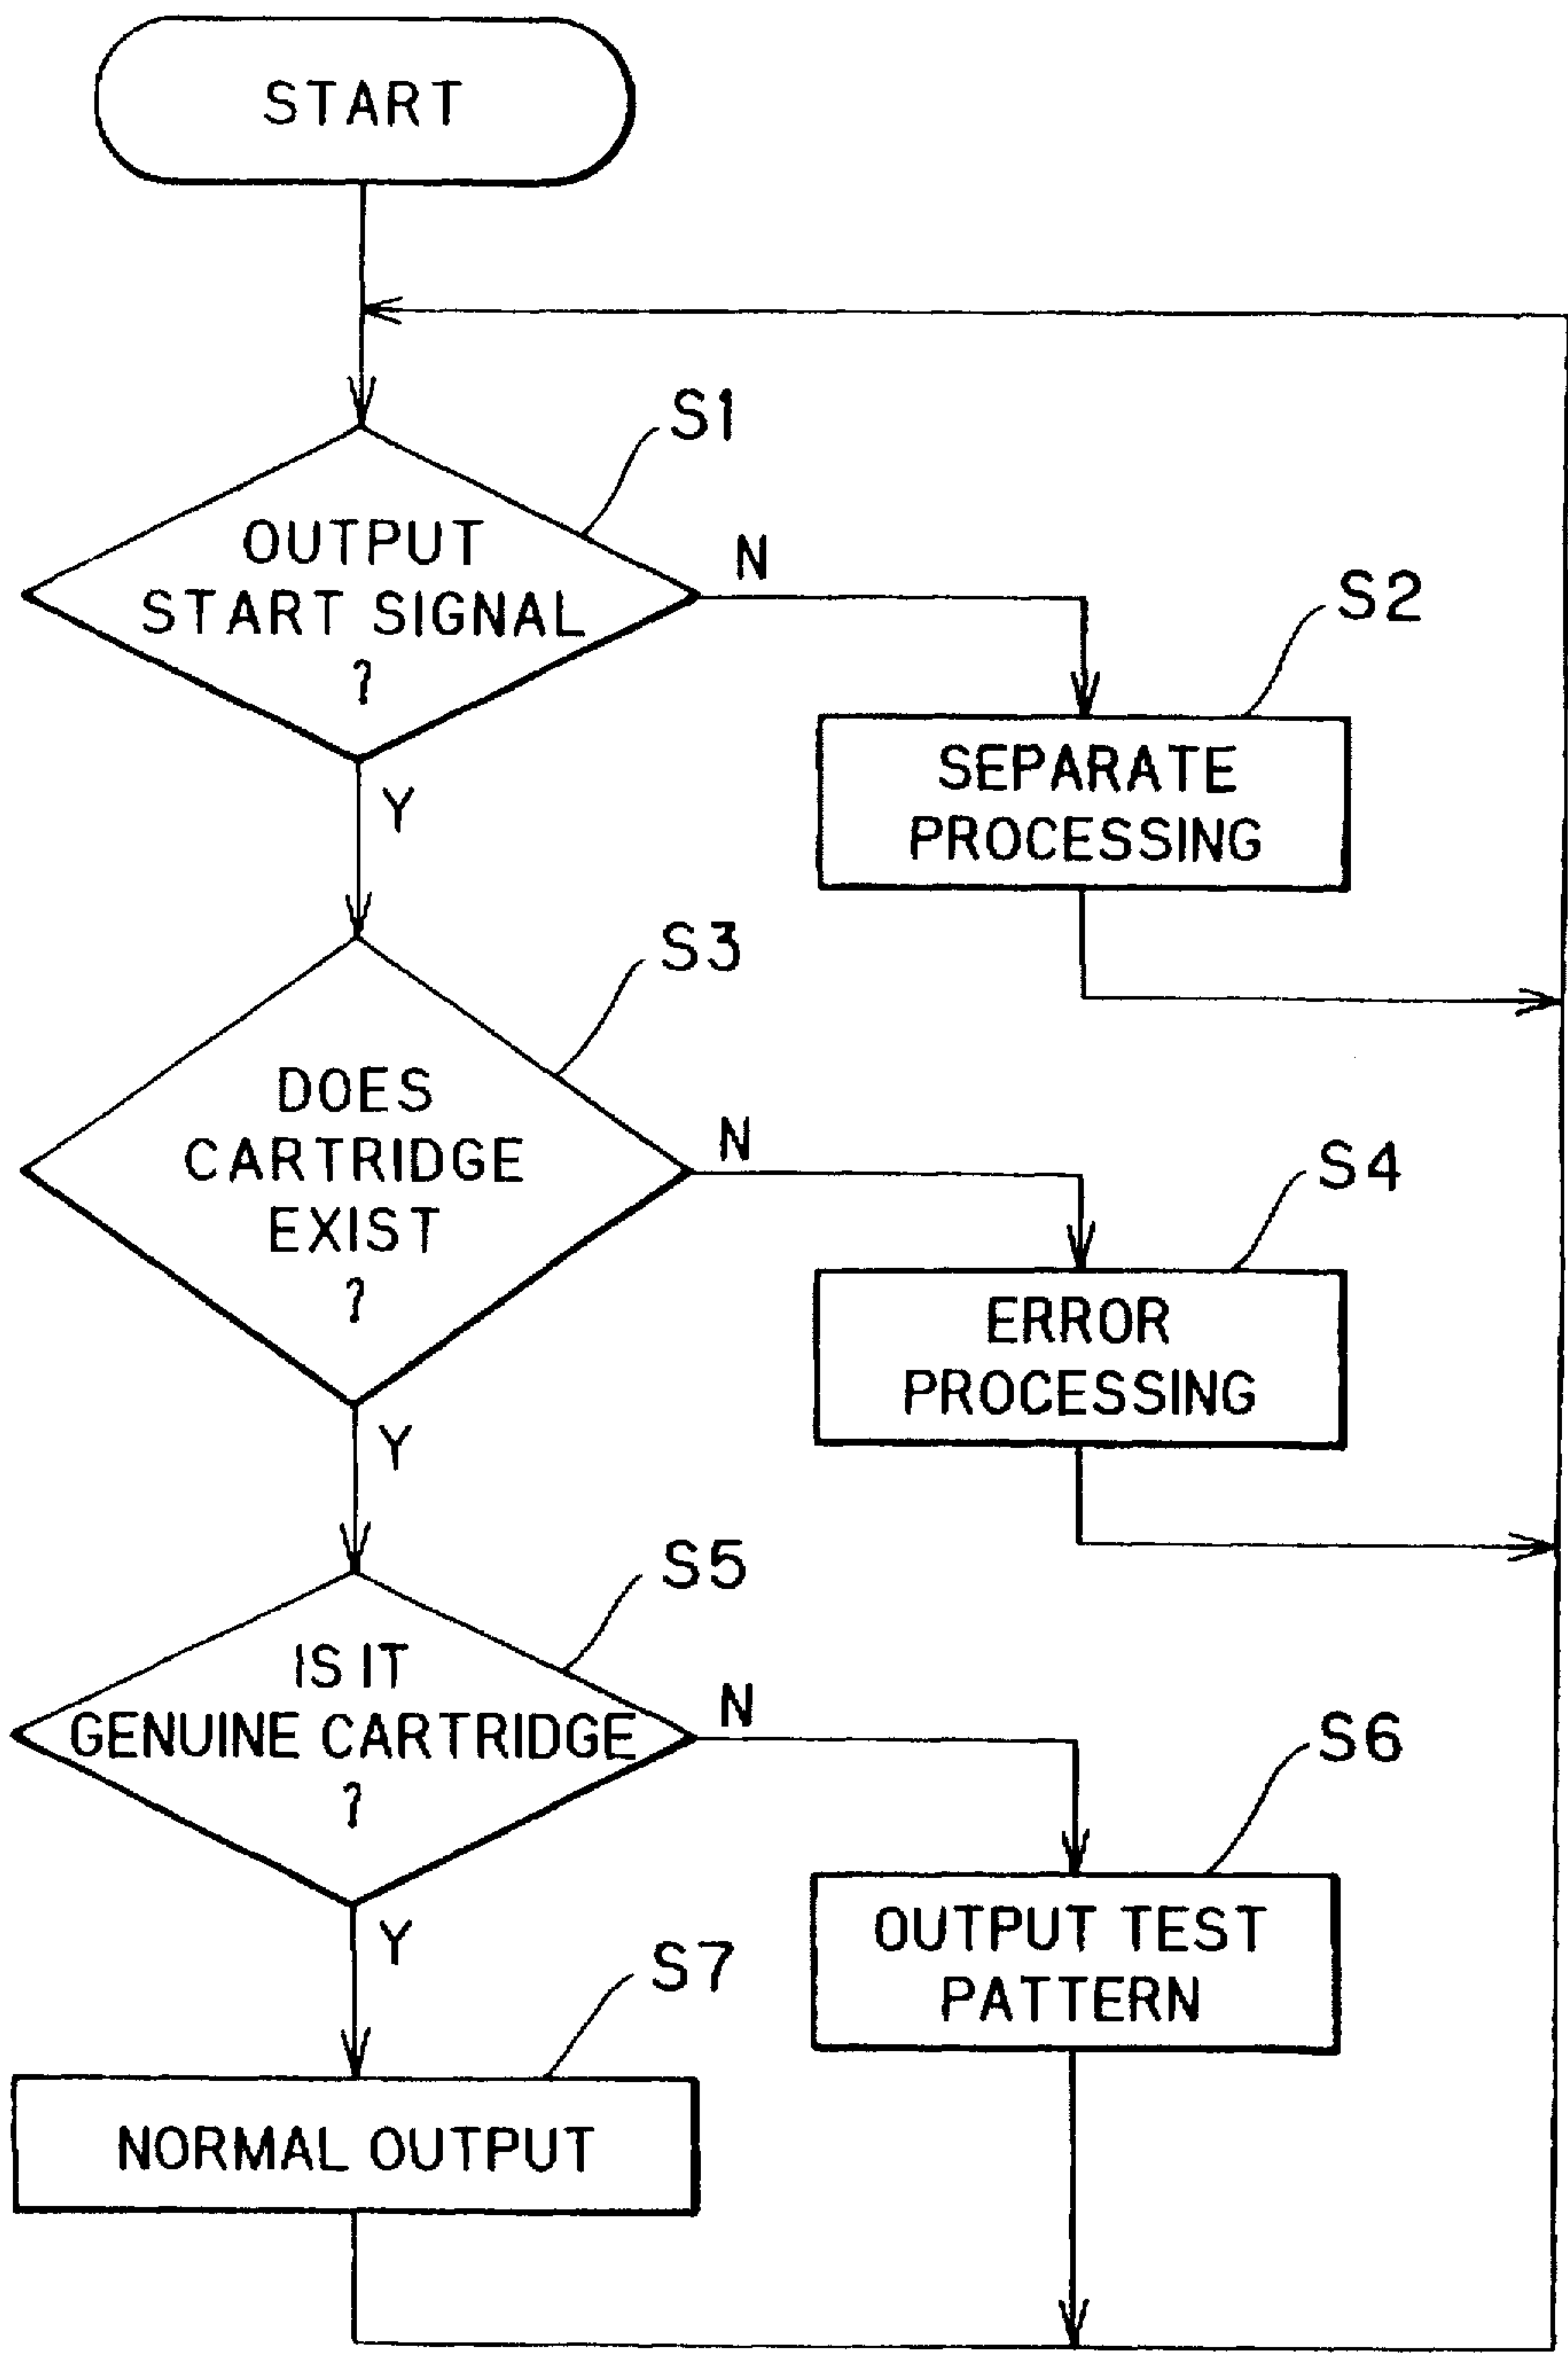 START
S1
OUTPUT
START SIGNAL
?
N
S2
SEPARATE
PROCESSING
Y
S3
DOES
CARTRIDGE
EXIST
?
N
S4
ERROR
PROCESSING
Y
S5
IS IT
GENUINE CARTRIDGE
?
N
S6
OUTPUT TEST
PATTERN
Y
S7
NORMAL OUTPUT